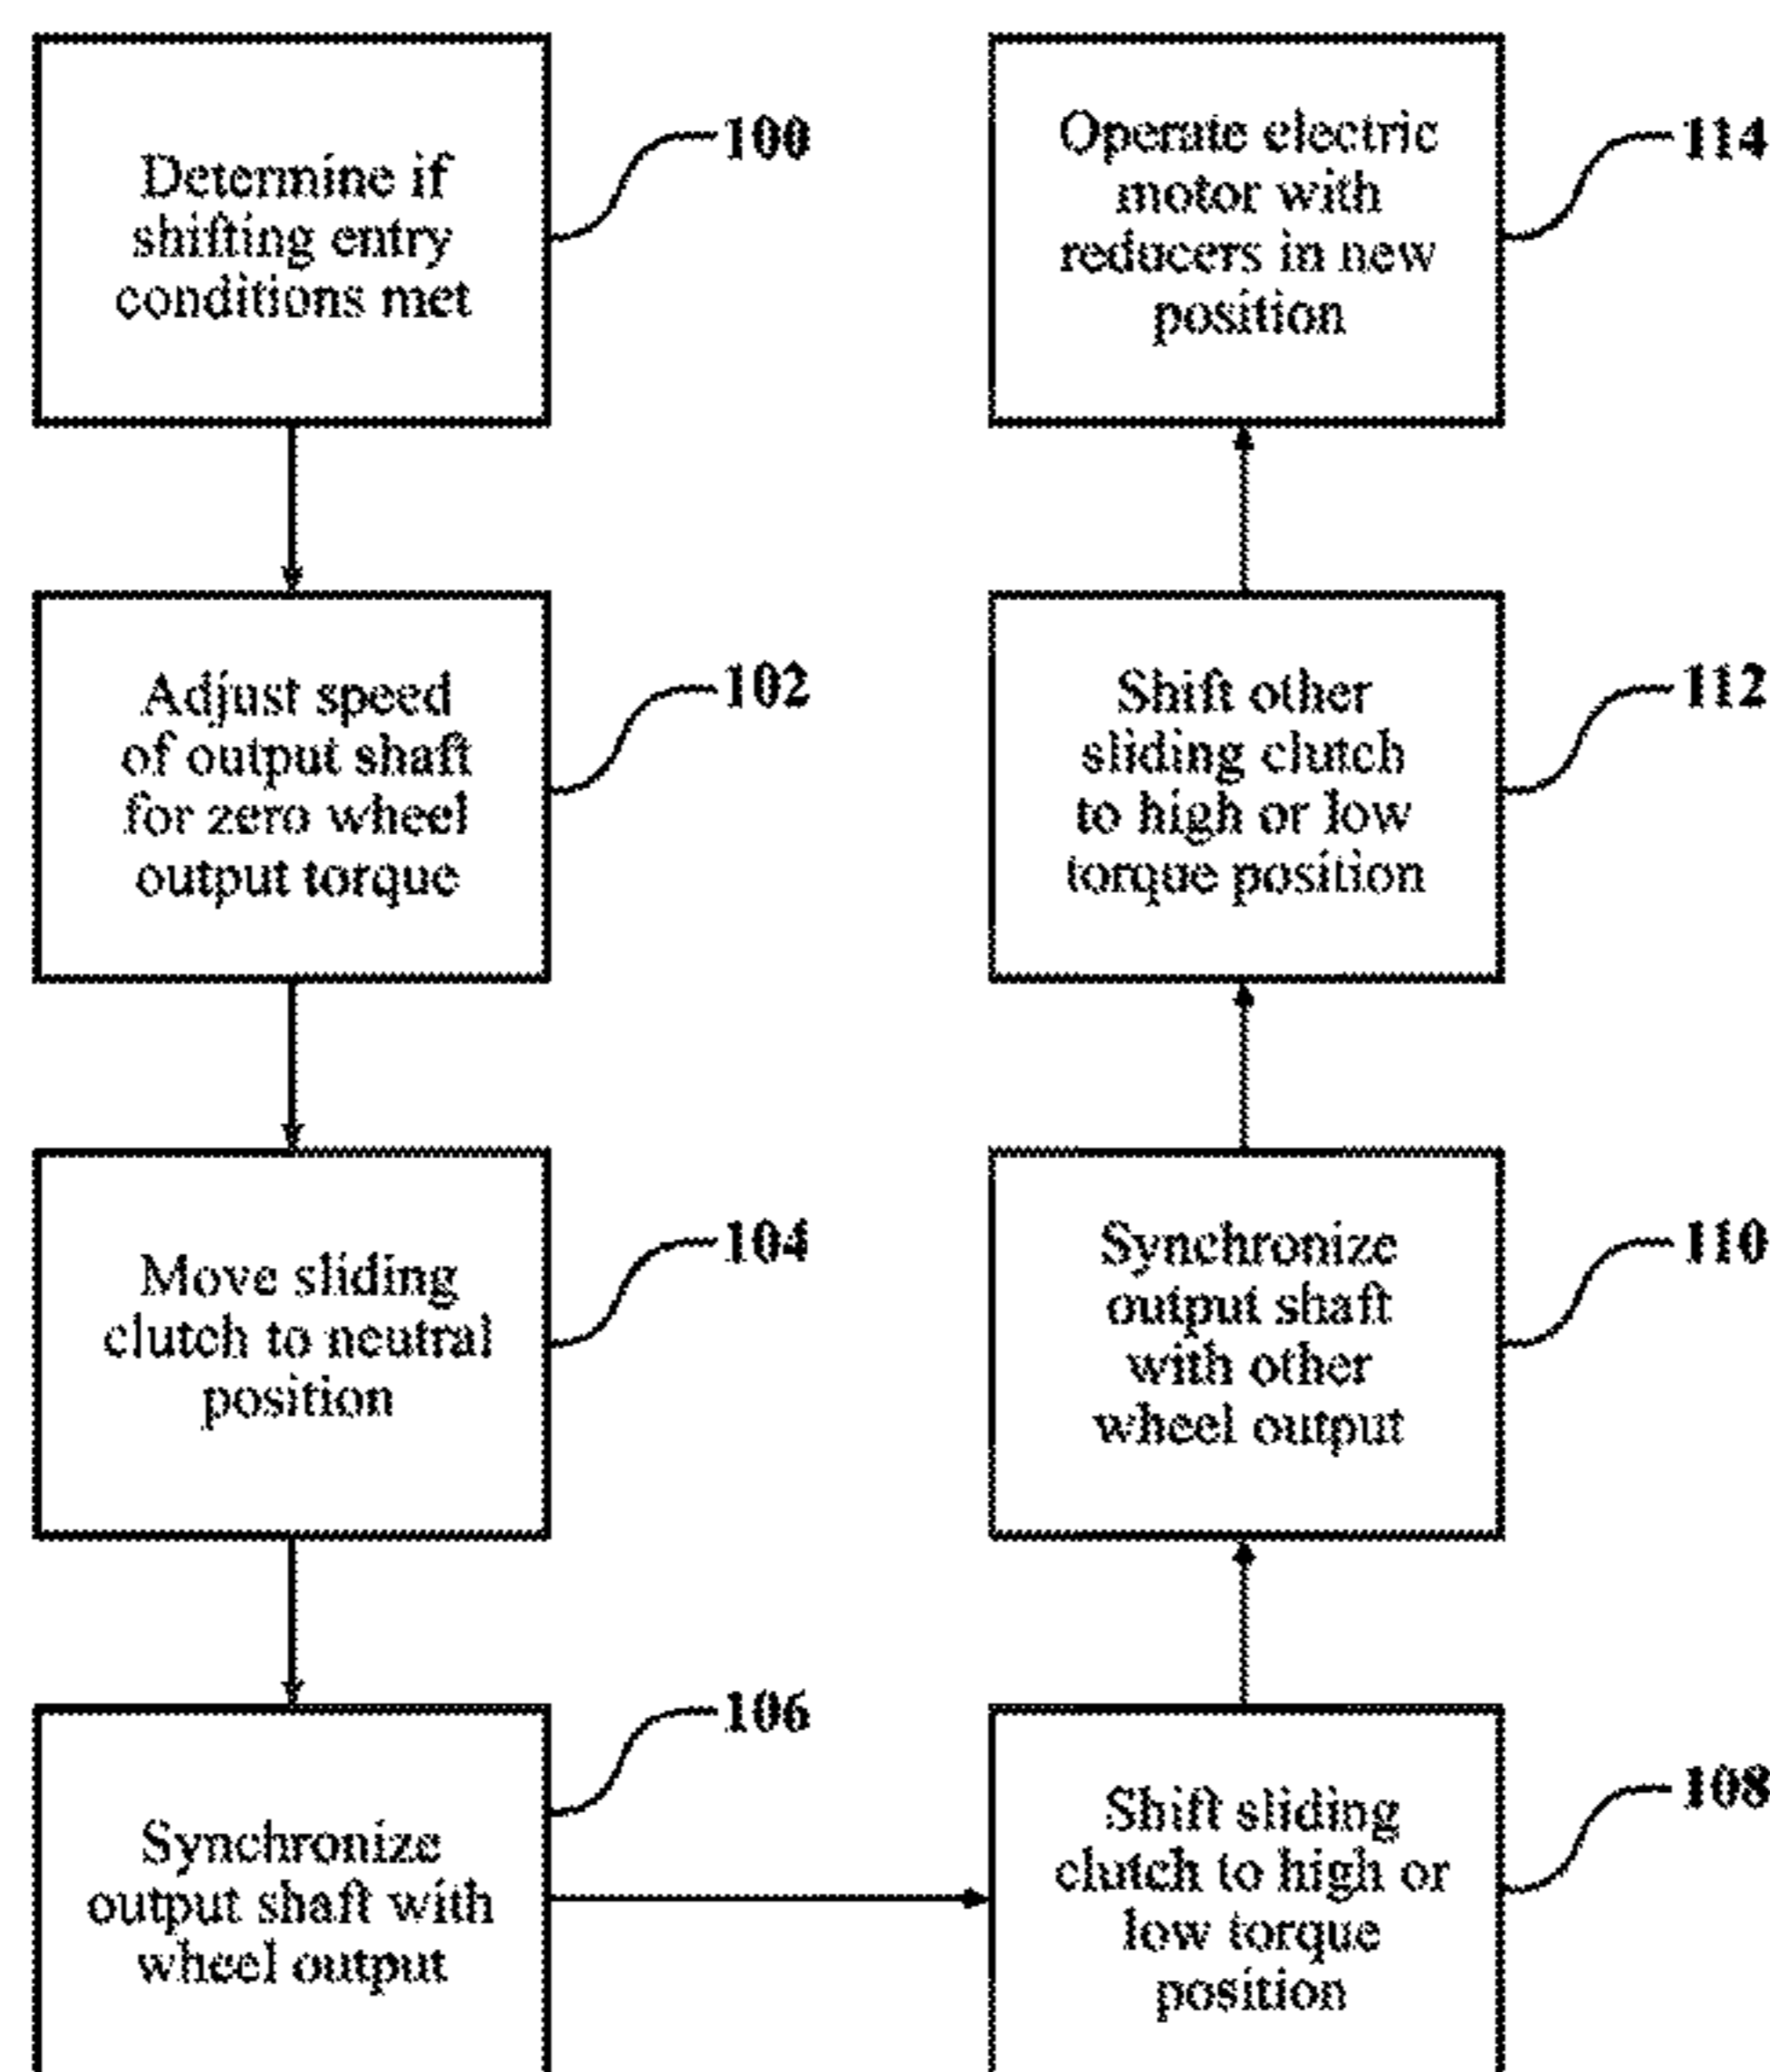 Determine if
shifting entry
conditions met
100
Adjust speed
of output shaft
for zero wheel
output torque
102
Move sliding
clutch to neutral
position
104
Synchronize
output shaft with
wheel output
106
Shift sliding
clutch to high or
low torque
position
108
Synchronize
output shaft
with other
wheel output
110
Shift other
sliding clutch
to high or low
torque position
112
Operate electric
motor with
reducers in new
position
114